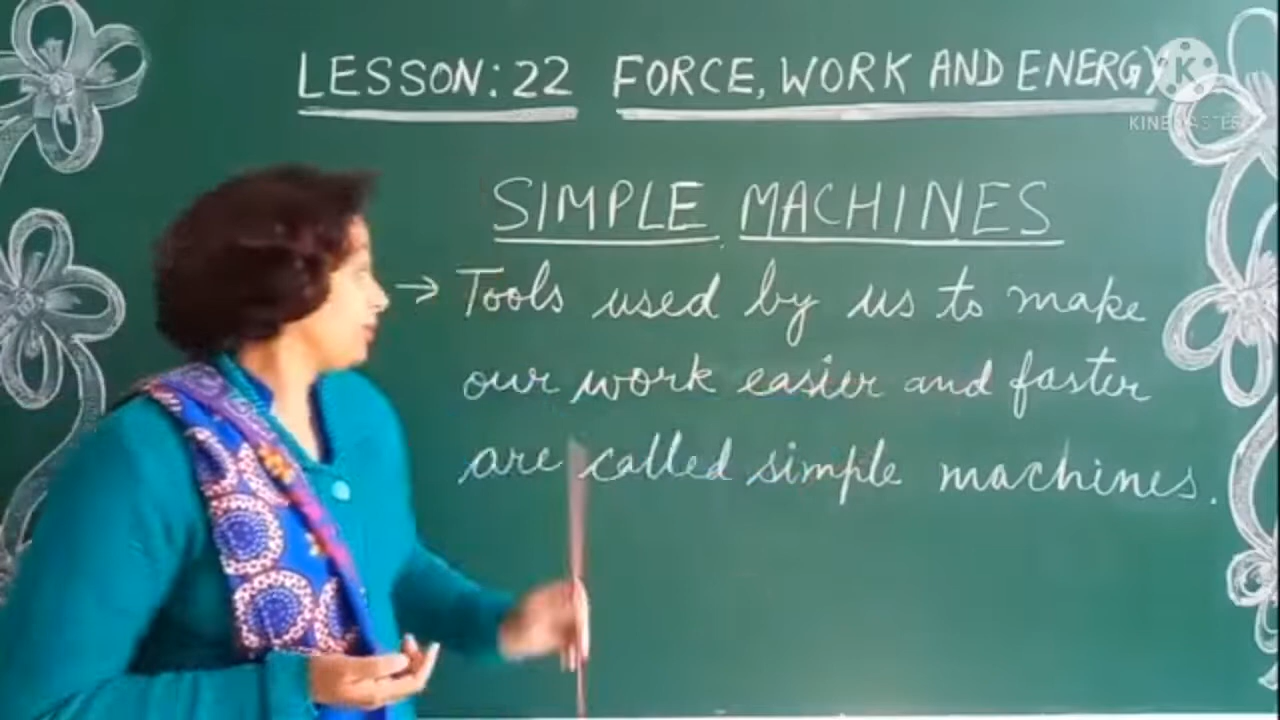 LESSON: 22 FORCE, WORK AND ENERGY
K
KINEMASTER
SIMPLE MACHINES
→ Tools used by us to make
our work easier and faster
are called simple machines.